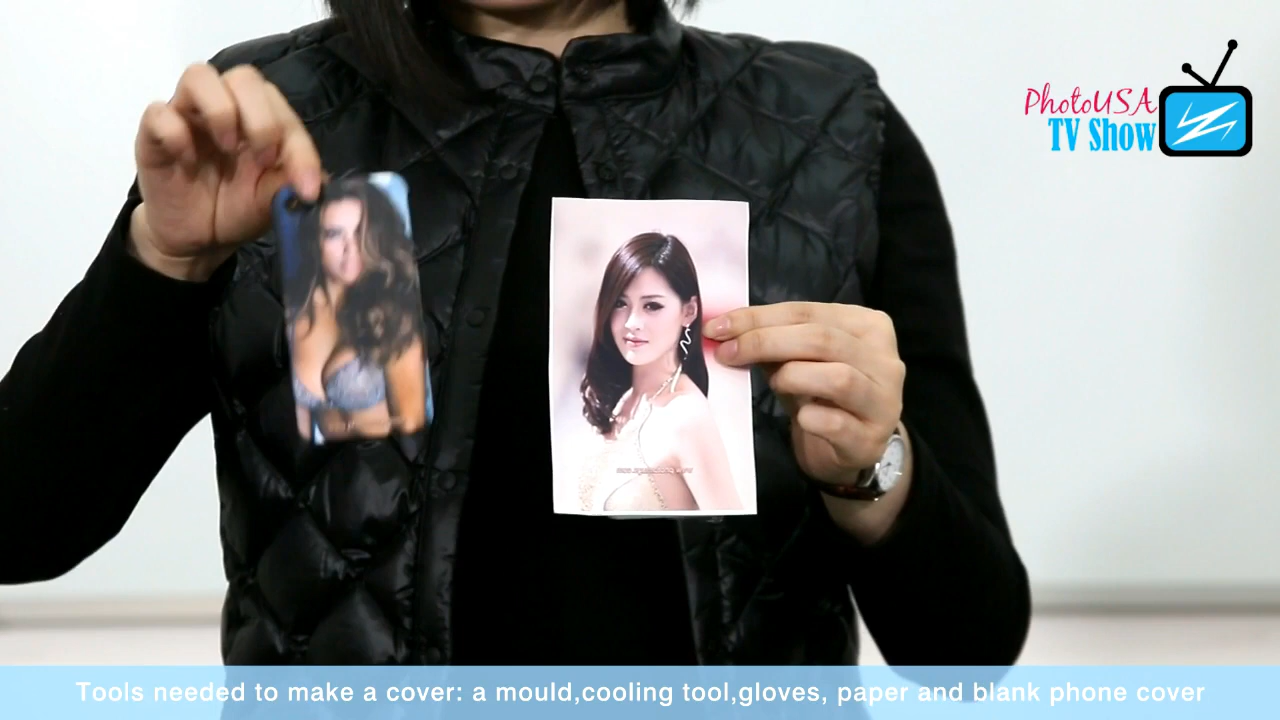 PhotoUSA
TV Show
Tools needed to make a cover: a mould,cooling tool,gloves, paper and blank phone cover